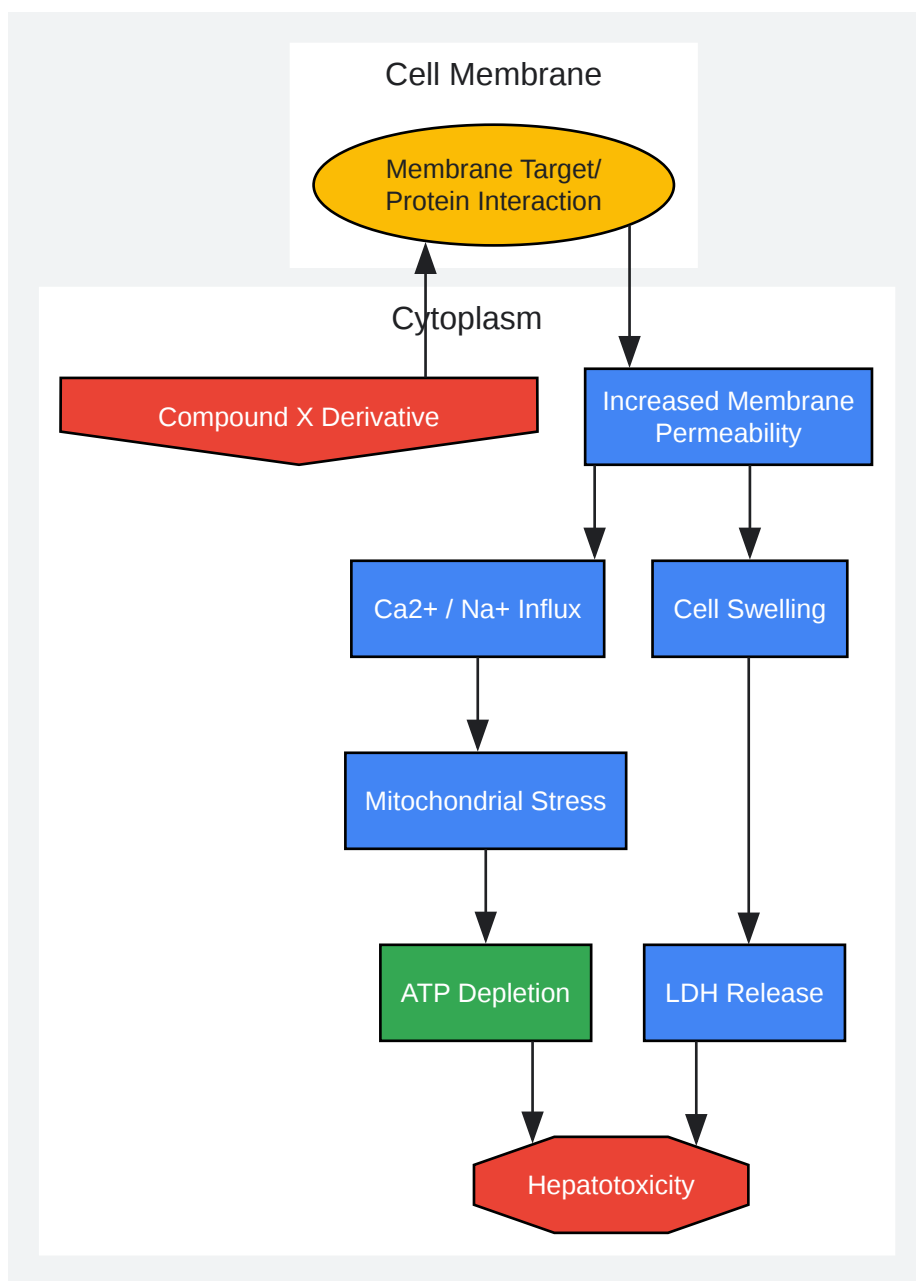 Cell Membrane
Membrane Target/
Protein Interaction
Cytoplasm
Compound X Derivative
Increased Membrane
Permeability
Ca2+ / Na+ Influx
Cell Swelling
Mitochondrial Stress
ATP Depletion
LDH Release
Hepatotoxicity